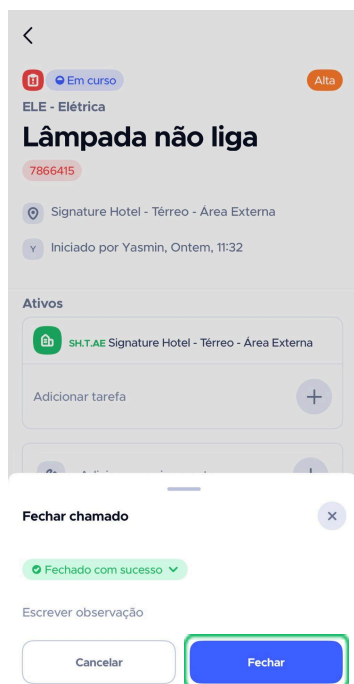 Em curso
Alta
ELE - Elétrica
Lâmpada não liga
7866415
Signature Hotel - Térreo - Área Externa
Y Iniciado por Yasmin, Ontem, 11:32
Ativos
SH.T.AE Signature Hotel - Térreo - Área Externa
Adicionar tarefa
Fechar chamado
Fechado com sucesso
Escrever observação
Cancelar
Fechar